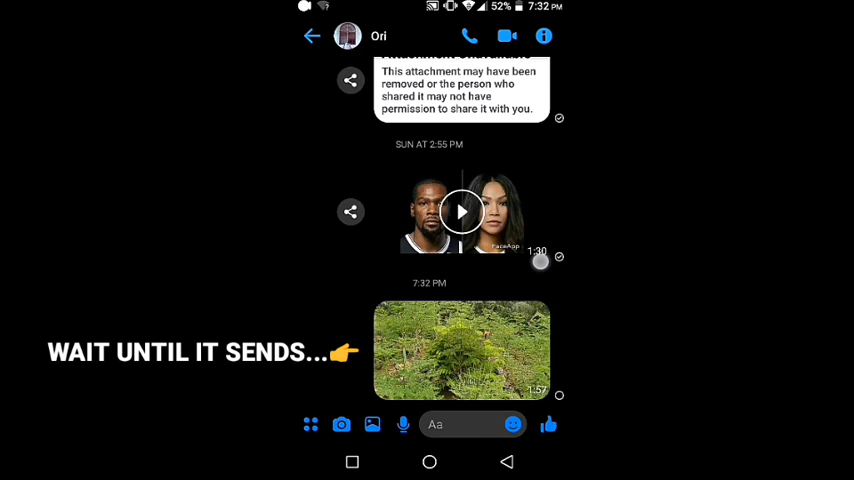 52% 7:32 PM
Ori
Attachment Unavailable
This attachment may have been
removed or the person who
shared it may not have
permission to share it with you.
SUN AT 2:55 PM
FaceApp
1:30
7:32 PM
WAIT UNTIL IT SENDS...👉
1:57
Aa